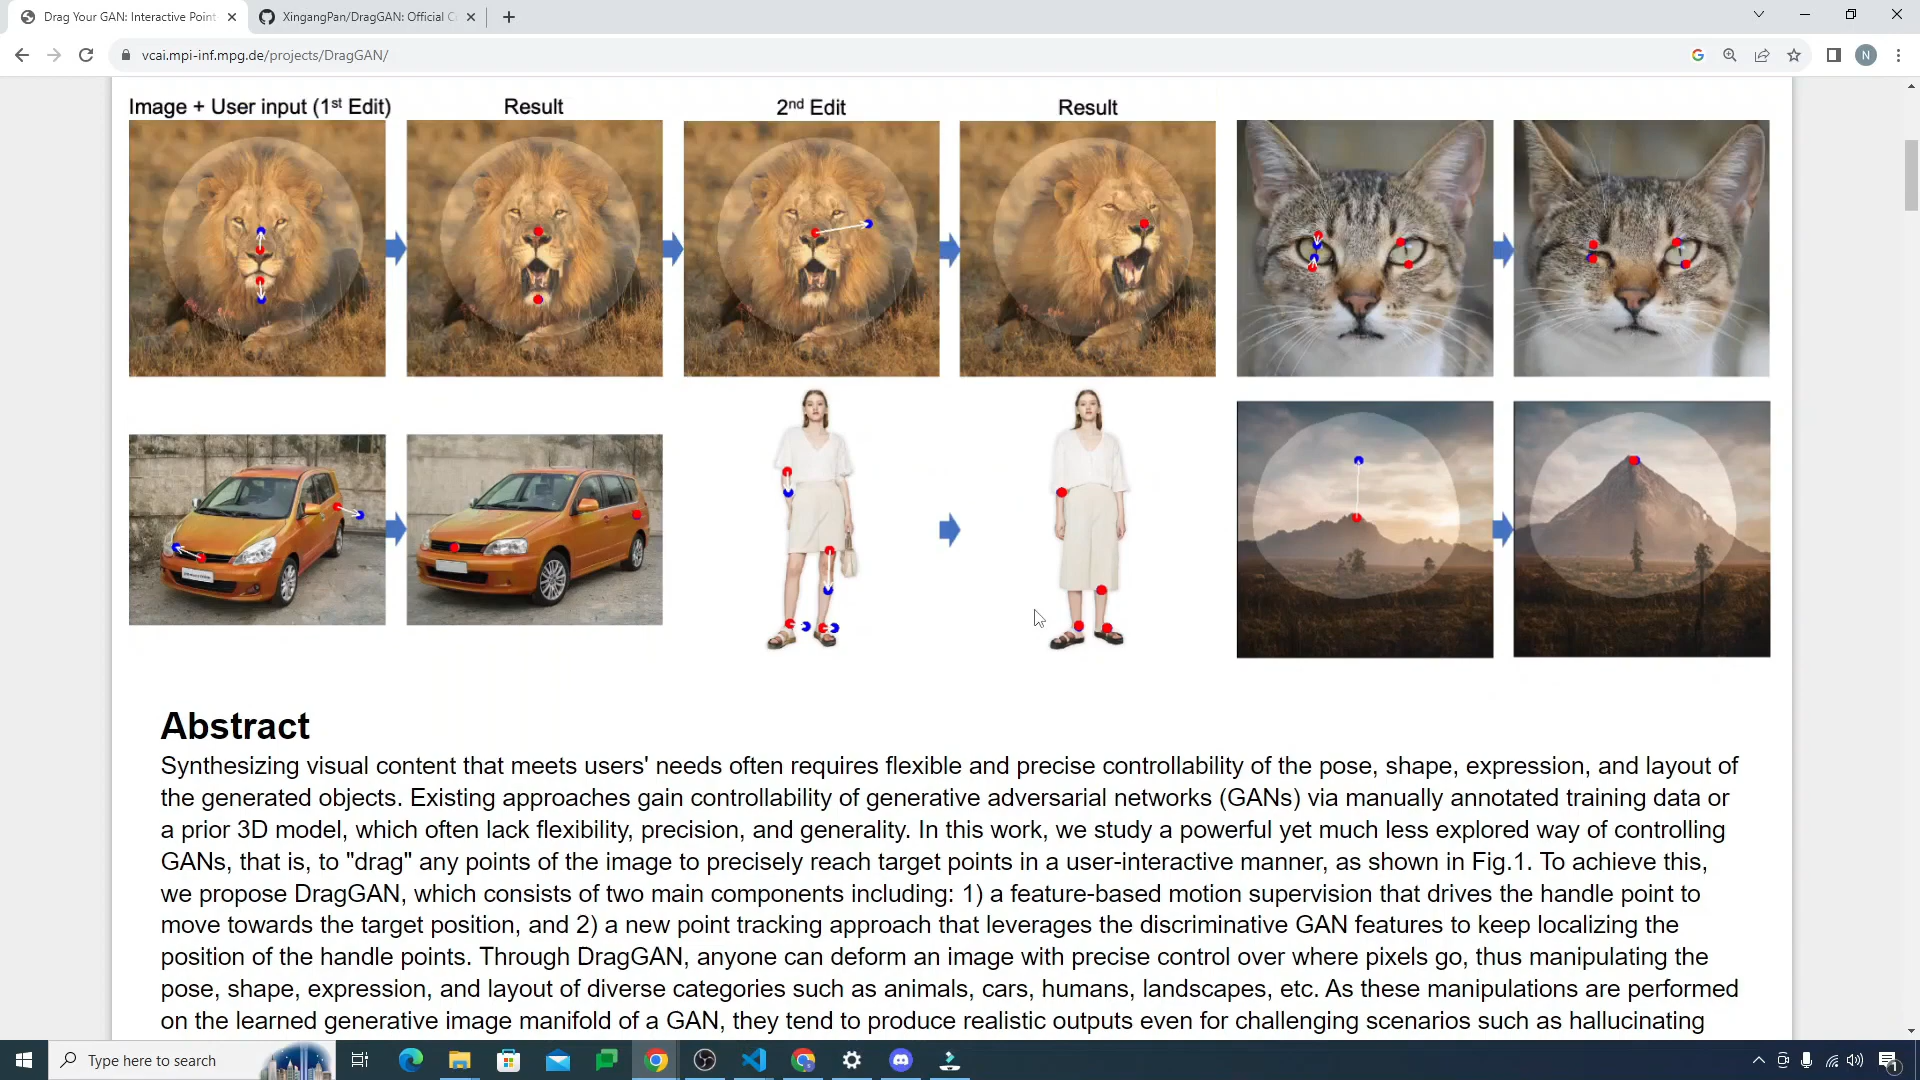 Drag Your GAN: Interactive Point
XingangPan/DragGAN: Official C
vcai.mpi-inf.mpg.de/projects/DragGAN/
N
Image + User input (1st Edit)
Result
2nd Edit
Result
Abstract
Synthesizing visual content that meets users' needs often requires flexible and precise controllability of the pose, shape, expression, and layout of
the generated objects. Existing approaches gain controllability of generative adversarial networks (GANs) via manually annotated training data or
a prior 3D model, which often lack flexibility, precision, and generality. In this work, we study a powerful yet much less explored way of controlling
GANs, that is, to "drag" any points of the image to precisely reach target points in a user-interactive manner, as shown in Fig.1. To achieve this,
we propose DragGAN, which consists of two main components including: 1) a feature-based motion supervision that drives the handle point to
move towards the target position, and 2) a new point tracking approach that leverages the discriminative GAN features to keep localizing the
position of the handle points. Through DragGAN, anyone can deform an image with precise control over where pixels go, thus manipulating the
pose, shape, expression, and layout of diverse categories such as animals, cars, humans, landscapes, etc. As these manipulations are performed
on the learned generative image manifold of a GAN, they tend to produce realistic outputs even for challenging scenarios such as hallucinating
Type here to search
1